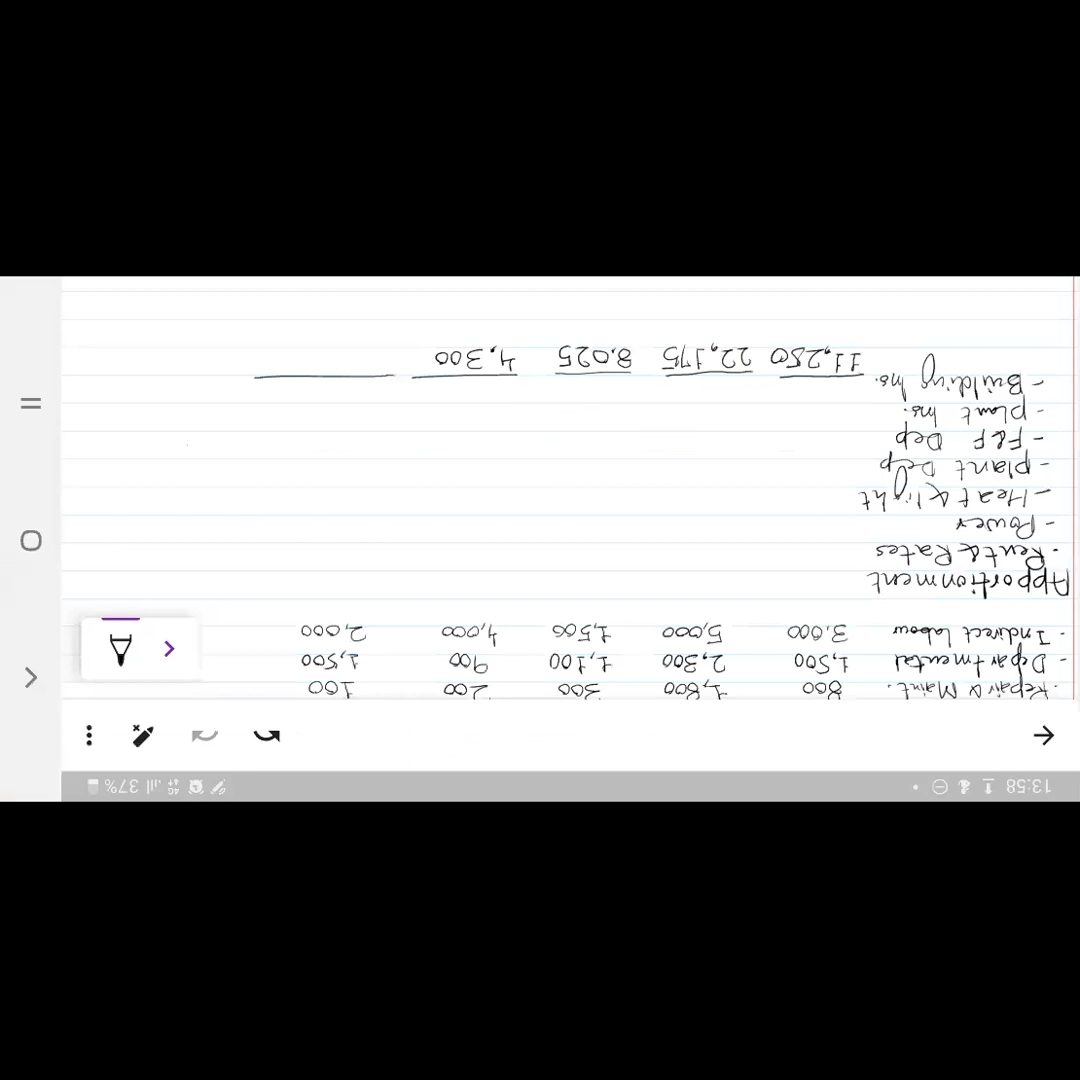 13:58 4G 37%
- Repair & Maint. 800 1,800 300 200 100
- Departmental 1,500 2,300 1,100 900 1,500
- Indirect labour 3.000 5,000 1,500 4,000 2,000
Apportionment
- Rent & Rates
- Power
- Heat & light
- plant Dep
- F&F Dep
- plant Ins.
- Building Ins.
11,250 22,175 8.025 4,300